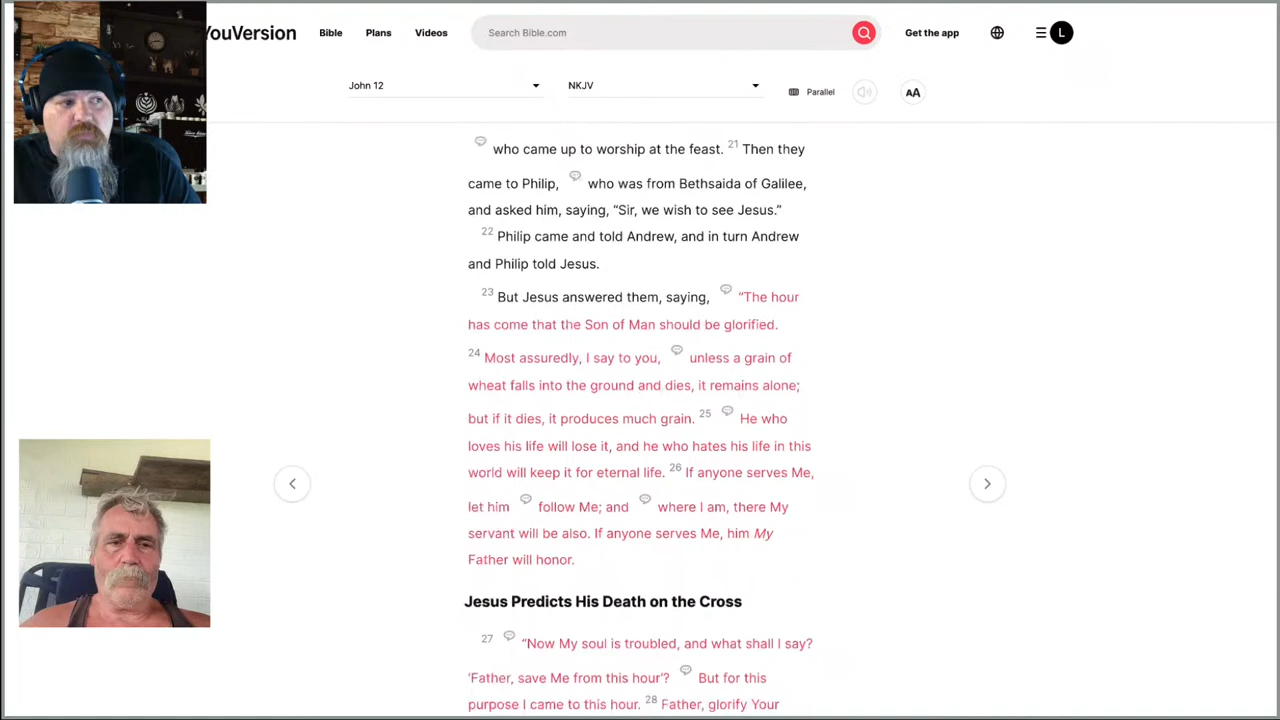 YouVersion
Bible
Plans
Videos
Search Bible.com
Get the app
L
John 12
NKJV
Parallel
AA
who came up to worship at the feast. 21 Then they
came to Philip, who was from Bethsaida of Galilee,
and asked him, saying, “Sir, we wish to see Jesus.”
22 Philip came and told Andrew, and in turn Andrew
and Philip told Jesus.
23 But Jesus answered them, saying, “The hour
has come that the Son of Man should be glorified.
24 Most assuredly, I say to you, unless a grain of
wheat falls into the ground and dies, it remains alone;
but if it dies, it produces much grain. 25 He who
loves his life will lose it, and he who hates his life in this
world will keep it for eternal life. 26 If anyone serves Me,
let him follow Me; and where I am, there My
servant will be also. If anyone serves Me, him My
Father will honor.
Jesus Predicts His Death on the Cross
27 “Now My soul is troubled, and what shall I say?
‘Father, save Me from this hour’? But for this
purpose I came to this hour. 28 Father, glorify Your